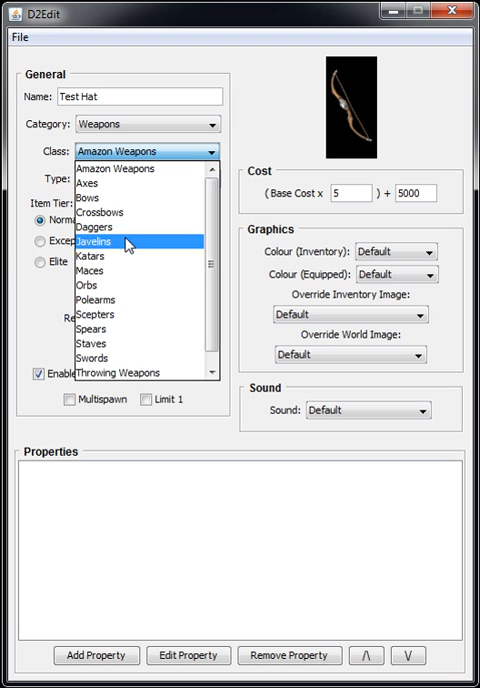 D2Edit
File
General
Name: Test Hat
Category: Weapons
Class: Amazon Weapons
Type:
Item Tier:
Norma
Excep
Elite
Re
Enable
Amazon Weapons
Axes
Bows
Crossbows
Daggers
Javelins
Katars
Maces
Orbs
Polearms
Scepters
Spears
Staves
Swords
Throwing Weapons
Multispawn Limit 1
Cost
( Base Cost x 5 ) + 5000
Graphics
Colour (Inventory): Default
Colour (Equipped): Default
Override Inventory Image:
Default
Override World Image:
Default
Sound
Sound: Default
Properties
Add Property Edit Property Remove Property /\ \/